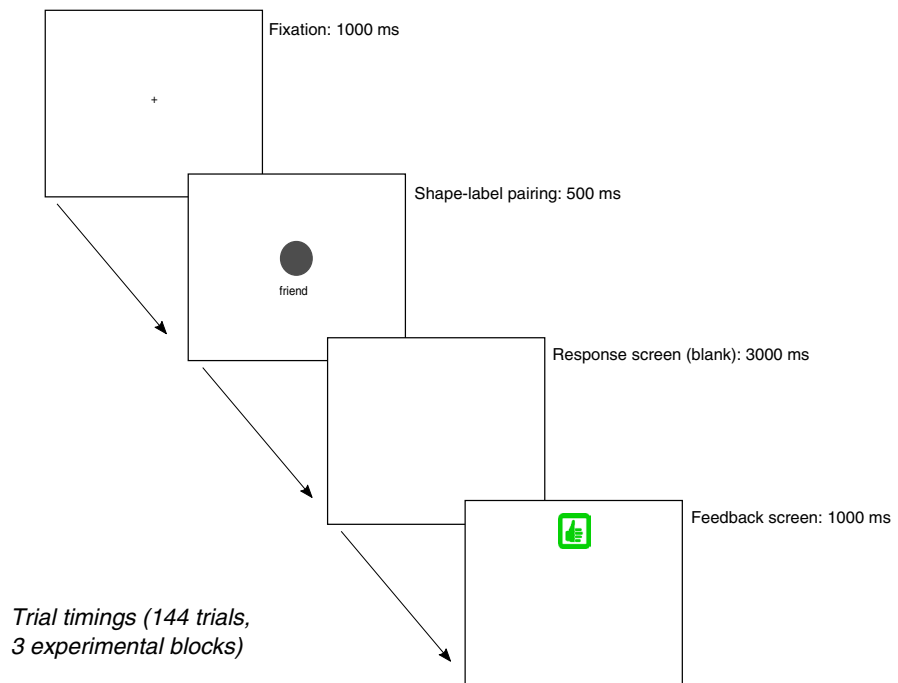 Fixation: 1000 ms
Shape-label pairing: 500 ms
friend
Response screen (blank): 3000 ms
Feedback screen: 1000 ms
Trial timings (144 trials,
3 experimental blocks)